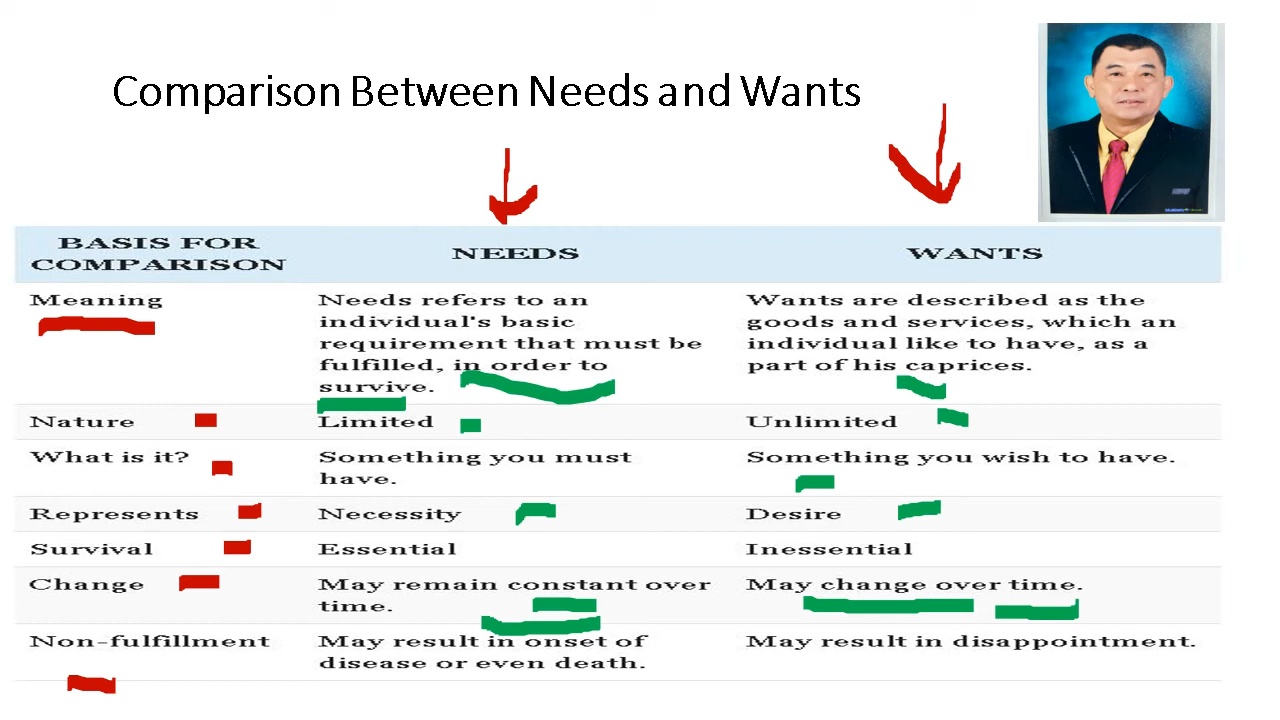 Comparison Between Needs and Wants
BASIS FOR
COMPARISON
NEEDS
WANTS
Meaning
Needs refers to an
individual's basic
requirement that must be
fulfilled, in order to
survive.
Wants are described as the
goods and services, which an
individual like to have, as a
part of his caprices.
Nature
Limited
Unlimited
What is it?
Something you must
have.
Something you wish to have.
Represents
Necessity
Desire
Survival
Essential
Inessential
Change
May remain constant over
time.
May change over time.
Non-fulfillment
May result in onset of
disease or even death.
May result in disappointment.